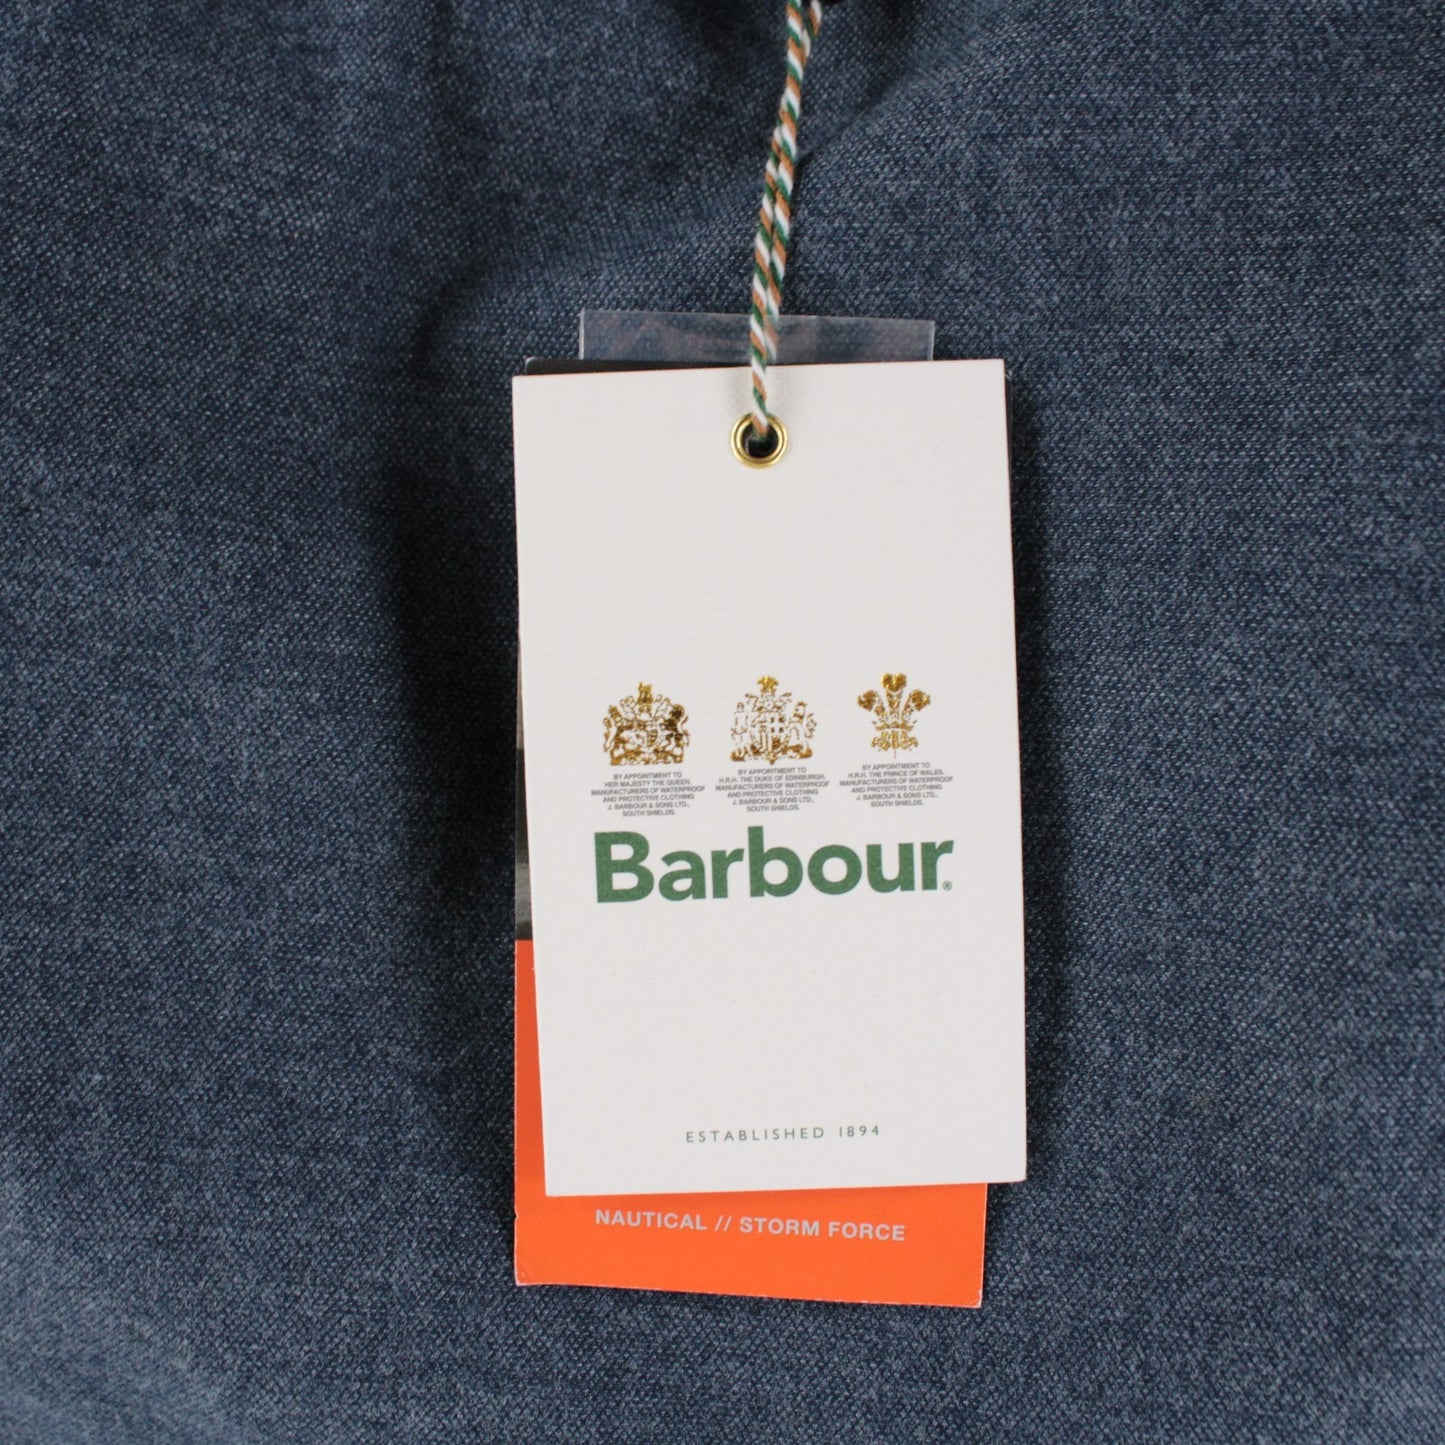 BY APPOINTMENT TO
HER MAJESTY THE QUEEN.
MANUFACTURERS OF WATERPROOF
AND PROTECTIVE CLOTHING
J. BARBOUR & SONS LTD.,
SOUTH SHIELDS.
BY APPOINTMENT TO
H.R.H. THE DUKE OF EDINBURGH.
MANUFACTURERS OF WATERPROOF
AND PROTECTIVE CLOTHING
J. BARBOUR & SONS LTD.,
SOUTH SHIELDS.
BY APPOINTMENT TO
H.R.H. THE PRINCE OF WALES.
MANUFACTURERS OF WATERPROOF
AND PROTECTIVE CLOTHING
J. BARBOUR & SONS LTD.,
SOUTH SHIELDS.
Barbour®
ESTABLISHED 1894
NAUTICAL // STORM FORCE